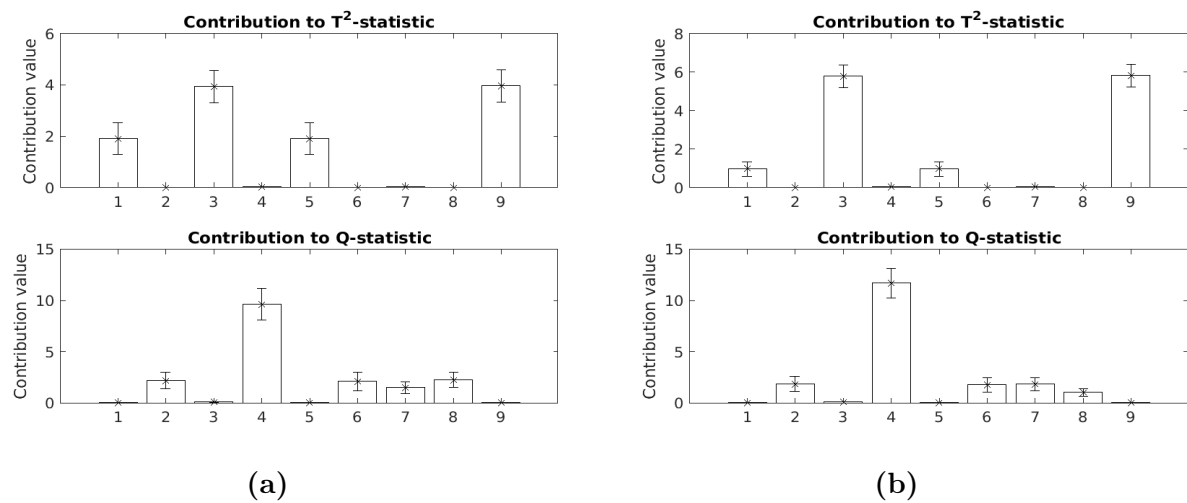 Contribution to T²-statistic
Contribution value
6
4
2
0
1 2 3 4 5 6 7 8 9
Contribution to Q-statistic
Contribution value
15
10
5
0
1 2 3 4 5 6 7 8 9
(a)
Contribution to T²-statistic
Contribution value
8
6
4
2
0
1 2 3 4 5 6 7 8 9
Contribution to Q-statistic
Contribution value
15
10
5
0
1 2 3 4 5 6 7 8 9
(b)